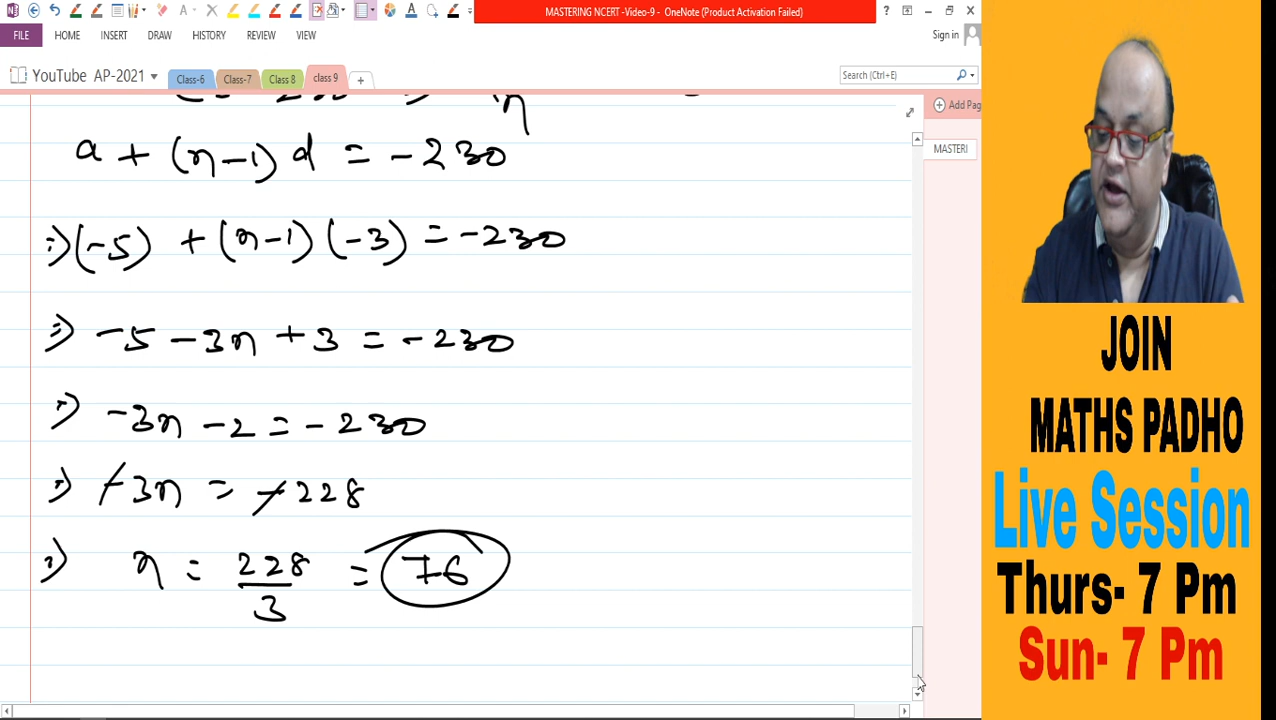 MASTERING NCERT -Video-9 - OneNote (Product Activation Failed)
FILE HOME INSERT DRAW HISTORY REVIEW VIEW Sign in
YouTube AP-2021 Class-6 Class-7 Class 8 class 9 Search (Ctrl+E)
Add Pag
MASTERI
a + (n-1) d = -230
⇒ (-5) + (n-1) (-3) = -230
⇒ -5 - 3n + 3 = -230
⇒ -3n - 2 = -230
⇒ -3n = -228
⇒ n = 228/3 = 76
JOIN
MATHS PADHO
Live Session
Thurs- 7 Pm
Sun- 7 Pm